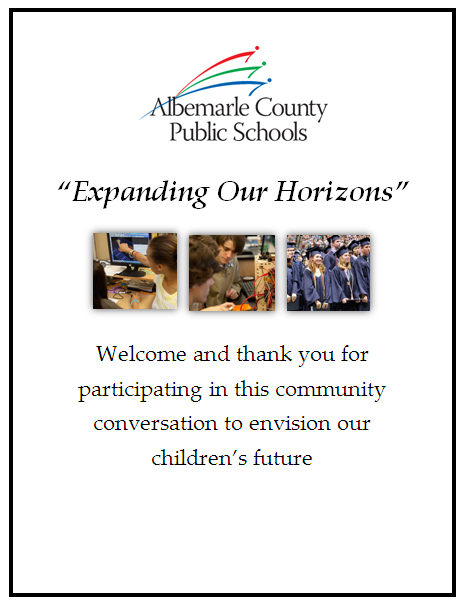 Albemarle County
Public Schools
“Expanding Our Horizons”
Welcome and thank you for
participating in this community
conversation to envision our
children’s future